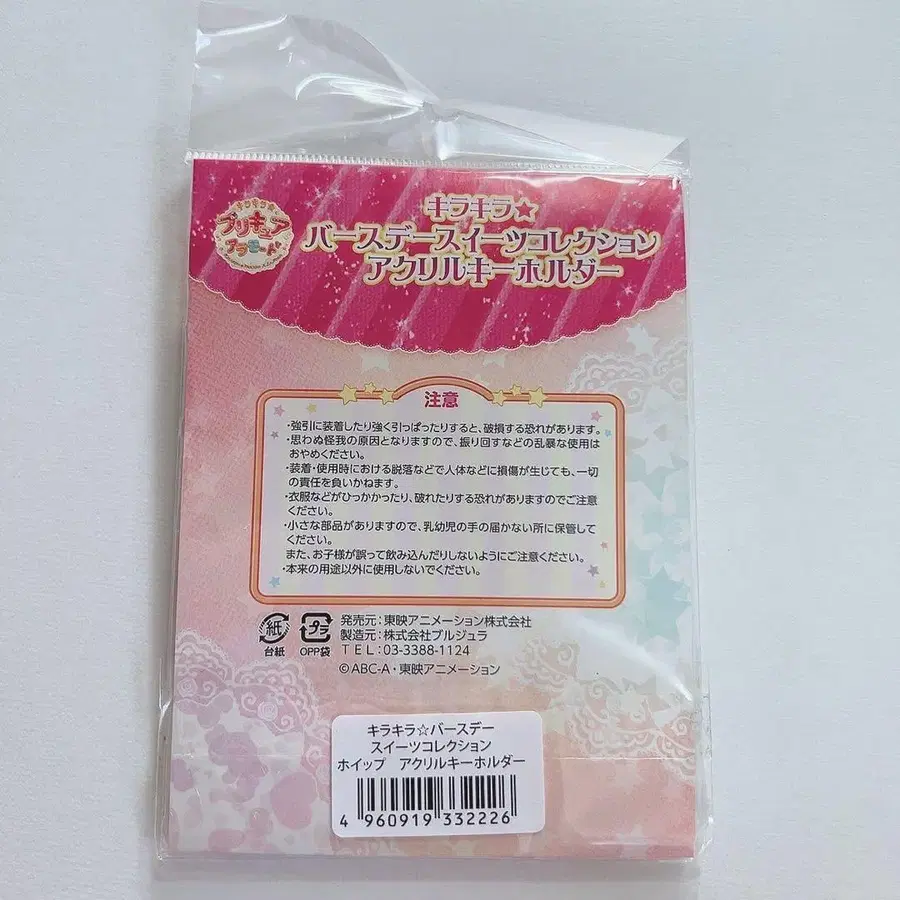 キラキラ☆
プリキュア
アラモード
キラキラ☆
バースデースイーツコレクション
アクリルキーホルダー
注意
・強引に装着したり強く引っぱったりすると、破損する恐れがあります。
・思わぬ怪我の原因となりますので、振り回すなどの乱暴な使用は
おやめください。
・装着・使用時における脱落などで人体などに損傷が生じても、一切
の責任を負いかねます。
・衣服などがひっかかったり、破れたりする恐れがありますのでご注意
ください。
・小さな部品がありますので、乳幼児の手の届かない所に保管して
ください。
また、お子様が誤って飲み込んだりしないようにご注意ください。
・本来の用途以外に使用しないでください。
紙
台紙
プラ
OPP袋
発売元：東映アニメーション株式会社
製造元：株式会社プルジュラ
TEL：03-3388-1124
©ABC-A・東映アニメーション
キラキラ☆バースデー
スイーツコレクション
ホイップ アクリルキーホルダー
4 960919 332226